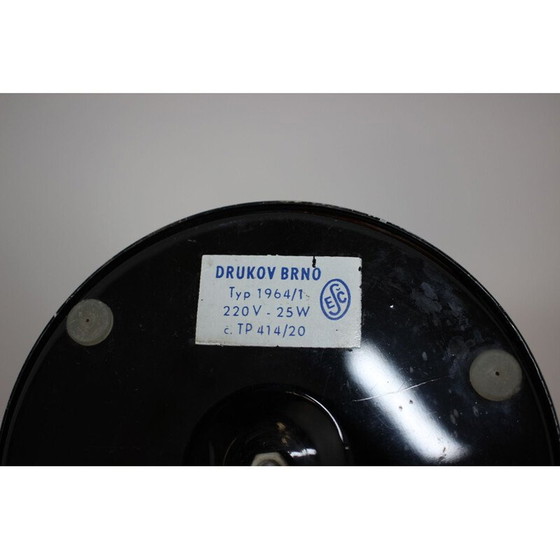 DRUKOV BRNO
Typ 1964/1
220V - 25W
č. TP 414/20
ESČ